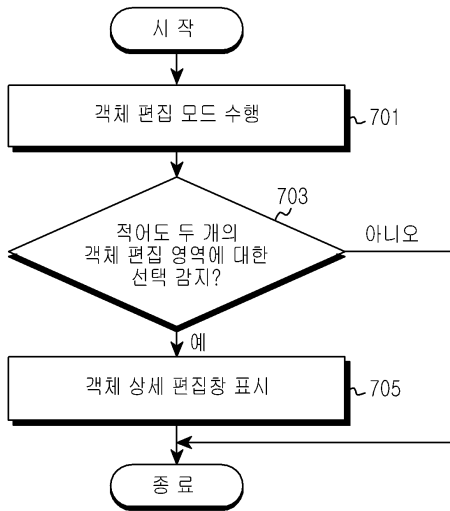 시 작
객체 편집 모드 수행
701
703
적어도 두 개의
객체 편집 영역에 대한
선택 감지?
아니오
예
객체 상세 편집창 표시
705
종 료